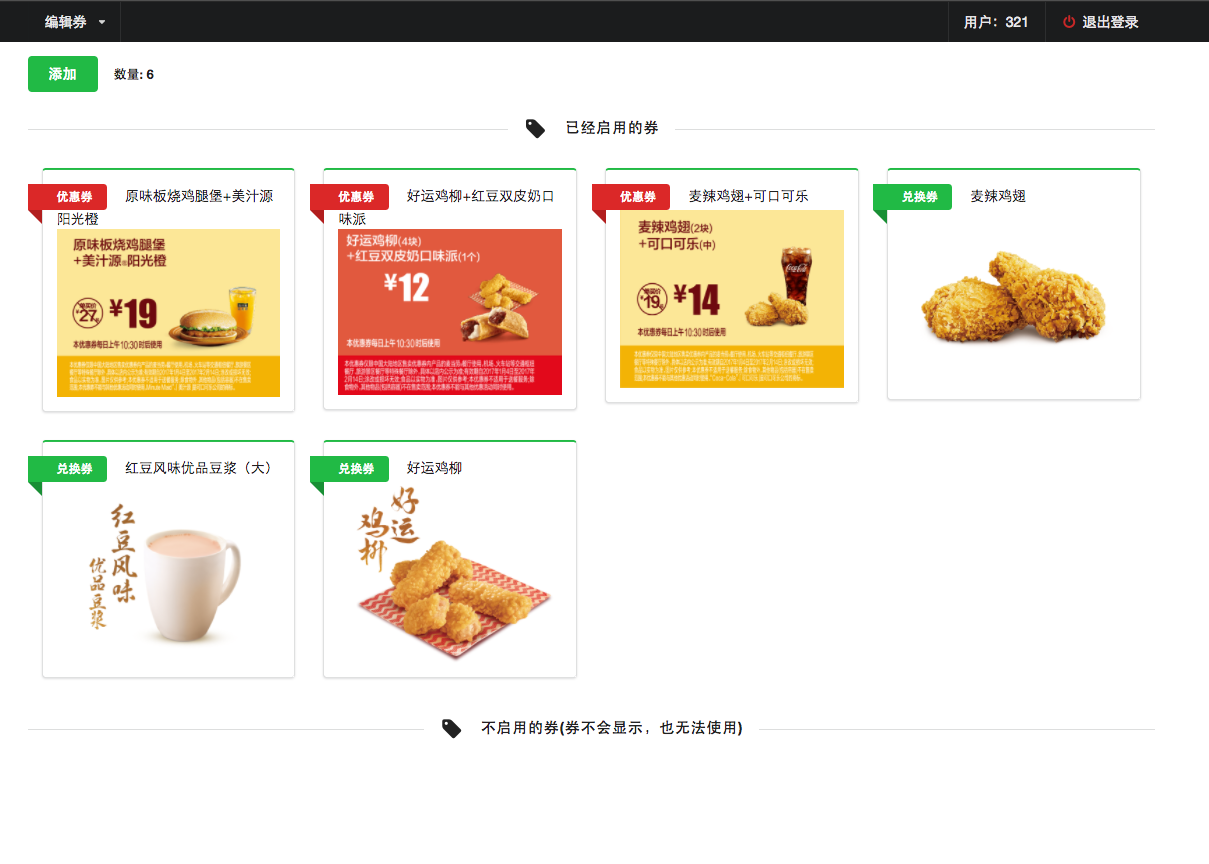 编辑券
用户：321
退出登录
添加
数量: 6
已经启用的券
优惠券
原味板烧鸡腿堡+美汁源
阳光橙
原味板烧鸡腿堡
+美汁源 阳光橙
单买价
¥27
¥19
本优惠券每日上午10:30时后使用
优惠券
好运鸡柳+红豆双皮奶口
味派
好运鸡柳(4块)
+红豆双皮奶口味派(1个)
¥12
本优惠券每日上午10:30时后使用
优惠券
麦辣鸡翅+可口可乐
麦辣鸡翅(2块)
+可口可乐(中)
单买价
¥19
¥14
本优惠券每日上午10:30时后使用
兑换券
麦辣鸡翅
兑换券
红豆风味优品豆浆（大）
红豆风味
优品豆浆
兑换券
好运鸡柳
好运
鸡柳
不启用的券(券不会显示，也无法使用)